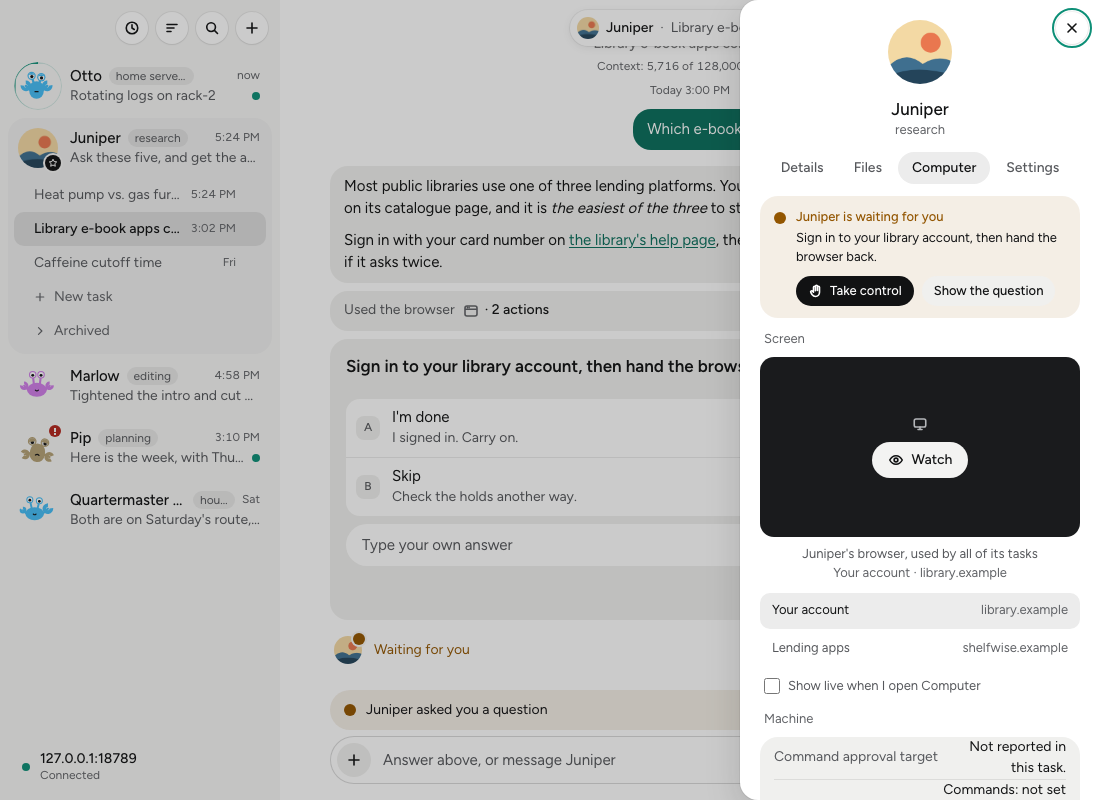 Otto home serve... now
Rotating logs on rack-2
Juniper research 5:24 PM
Ask these five, and get the a...
Heat pump vs. gas fur... 5:24 PM
Library e-book apps c... 3:02 PM
Caffeine cutoff time Fri
New task
Archived
Marlow editing 4:58 PM
Tightened the intro and cut ...
Pip planning 3:10 PM
Here is the week, with Thu...
Quartermaster ... hou... Sat
Both are on Saturday's route,...
127.0.0.1:18789
Connected
Juniper · Library e-b
Library e-book apps co
Context: 5,716 of 128,000
Today 3:00 PM
Which e-book
Most public libraries use one of three lending platforms. You
on its catalogue page, and it is the easiest of the three to st
Sign in with your card number on the library's help page, the
if it asks twice.
Used the browser · 2 actions
Sign in to your library account, then hand the brows
A I'm done
I signed in. Carry on.
B Skip
Check the holds another way.
Type your own answer
Waiting for you
Juniper asked you a question
Answer above, or message Juniper
Juniper
research
Details Files Computer Settings
Juniper is waiting for you
Sign in to your library account, then hand the
browser back.
Take control Show the question
Screen
Watch
Juniper's browser, used by all of its tasks
Your account · library.example
Your account library.example
Lending apps shelfwise.example
Show live when I open Computer
Machine
Command approval target Not reported in
this task.
Commands: not set